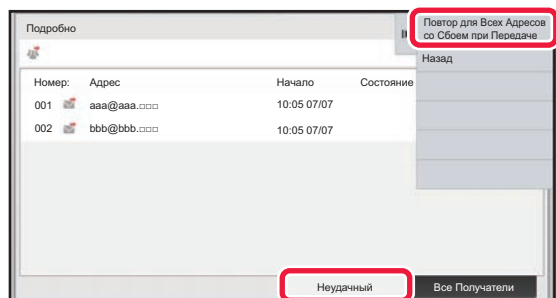 Подробно
Повтор для Всех Адресов
со Сбоем при Передаче
Назад
Номер: Адрес Начало Состояние
001 aaa@aaa.□□□ 10:05 07/07
002 bbb@bbb.□□□ 10:05 07/07
Неудачный Все Получатели